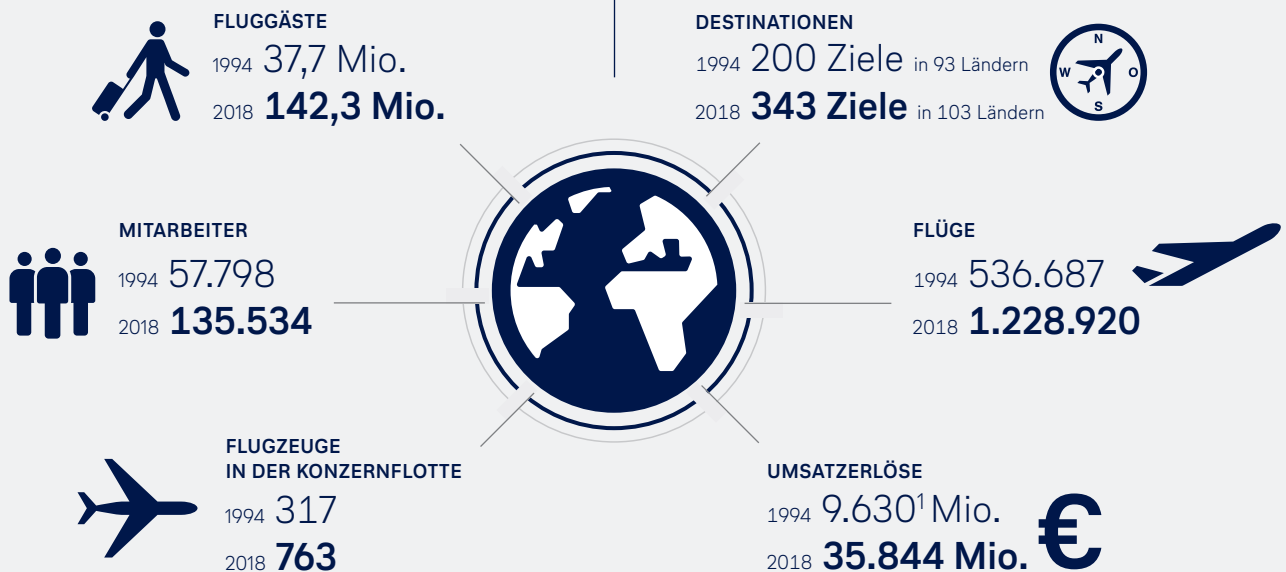 FLUGGÄSTE
1994 37,7 Mio.
2018 142,3 Mio.
DESTINATIONEN
1994 200 Ziele in 93 Ländern
2018 343 Ziele in 103 Ländern
N
W O
S
MITARBEITER
1994 57.798
2018 135.534
FLÜGE
1994 536.687
2018 1.228.920
FLUGZEUGE
IN DER KONZERNFLOTTE
1994 317
2018 763
UMSATZERLÖSE
1994 9.630¹ Mio.
2018 35.844 Mio.
€